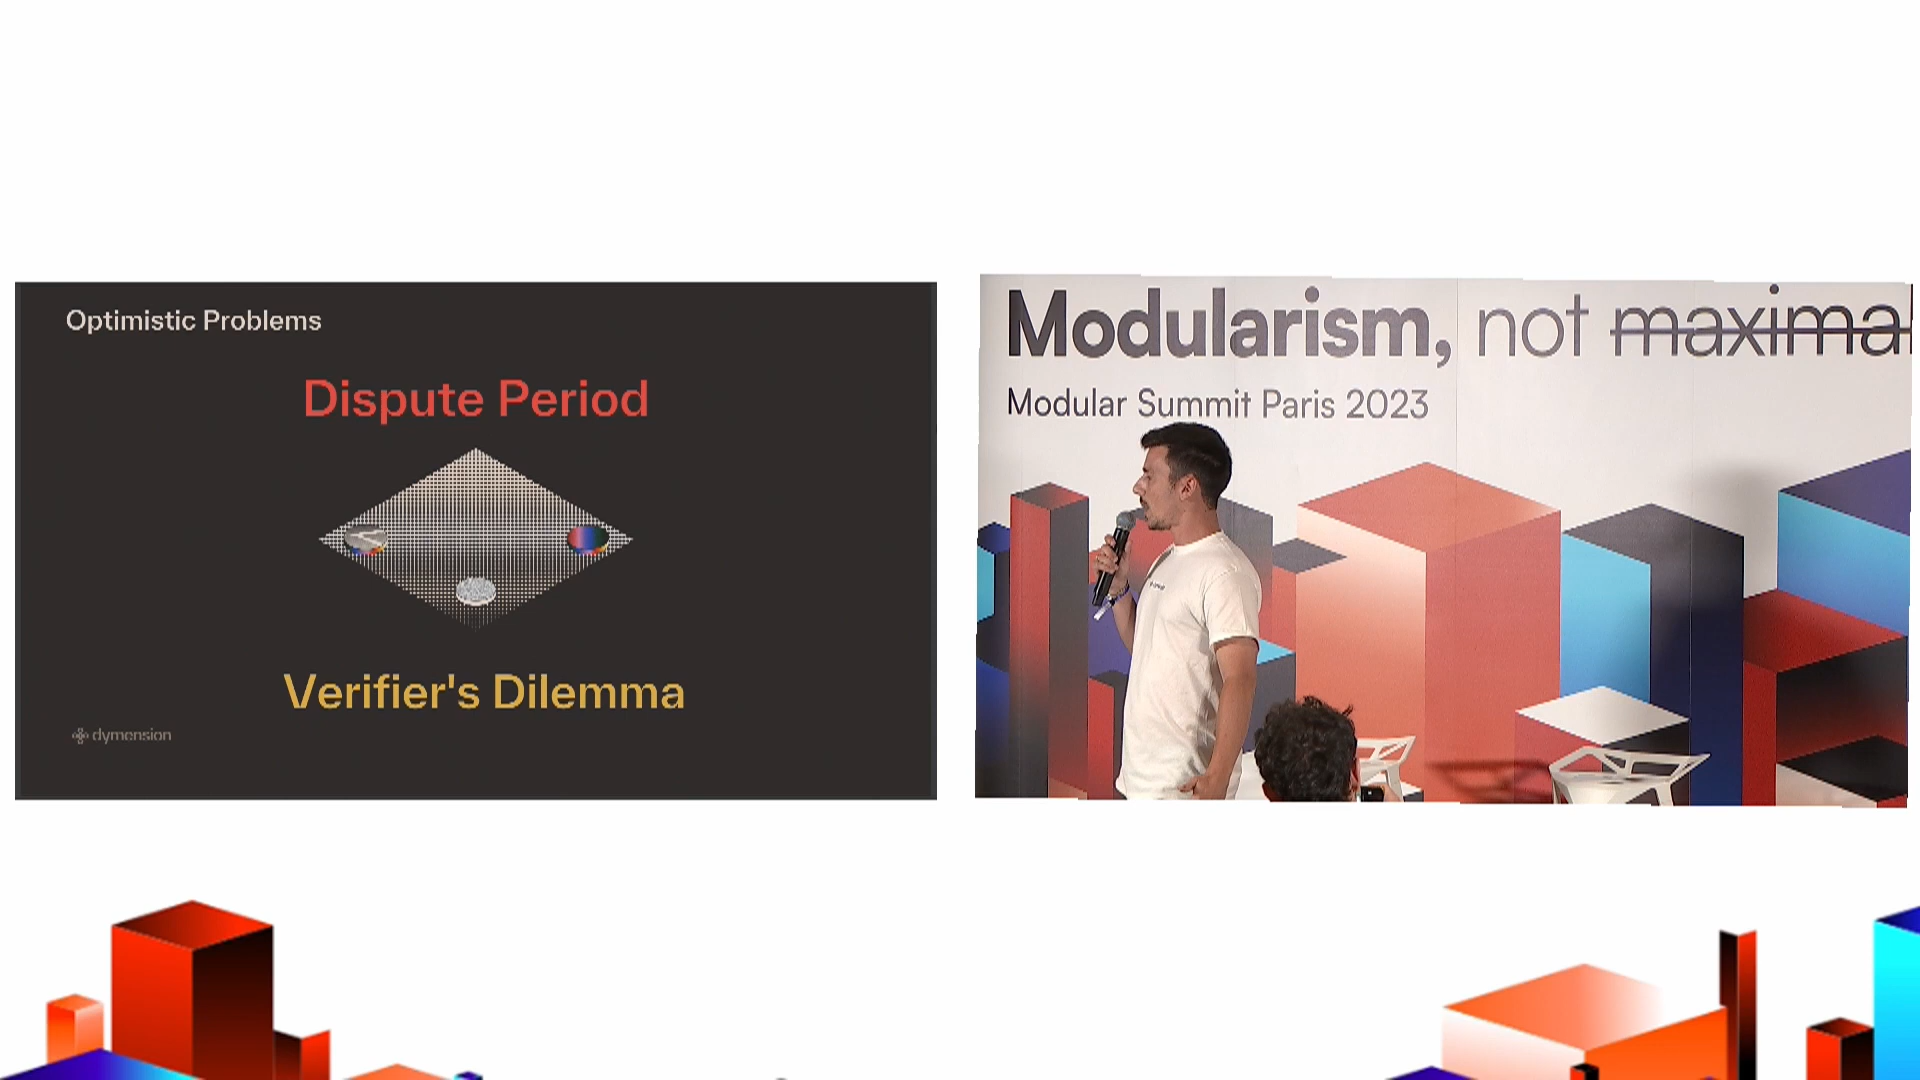 Optimistic Problems
Dispute Period
Verifier's Dilemma
dymension
Modularism, not maximal
Modular Summit Paris 2023